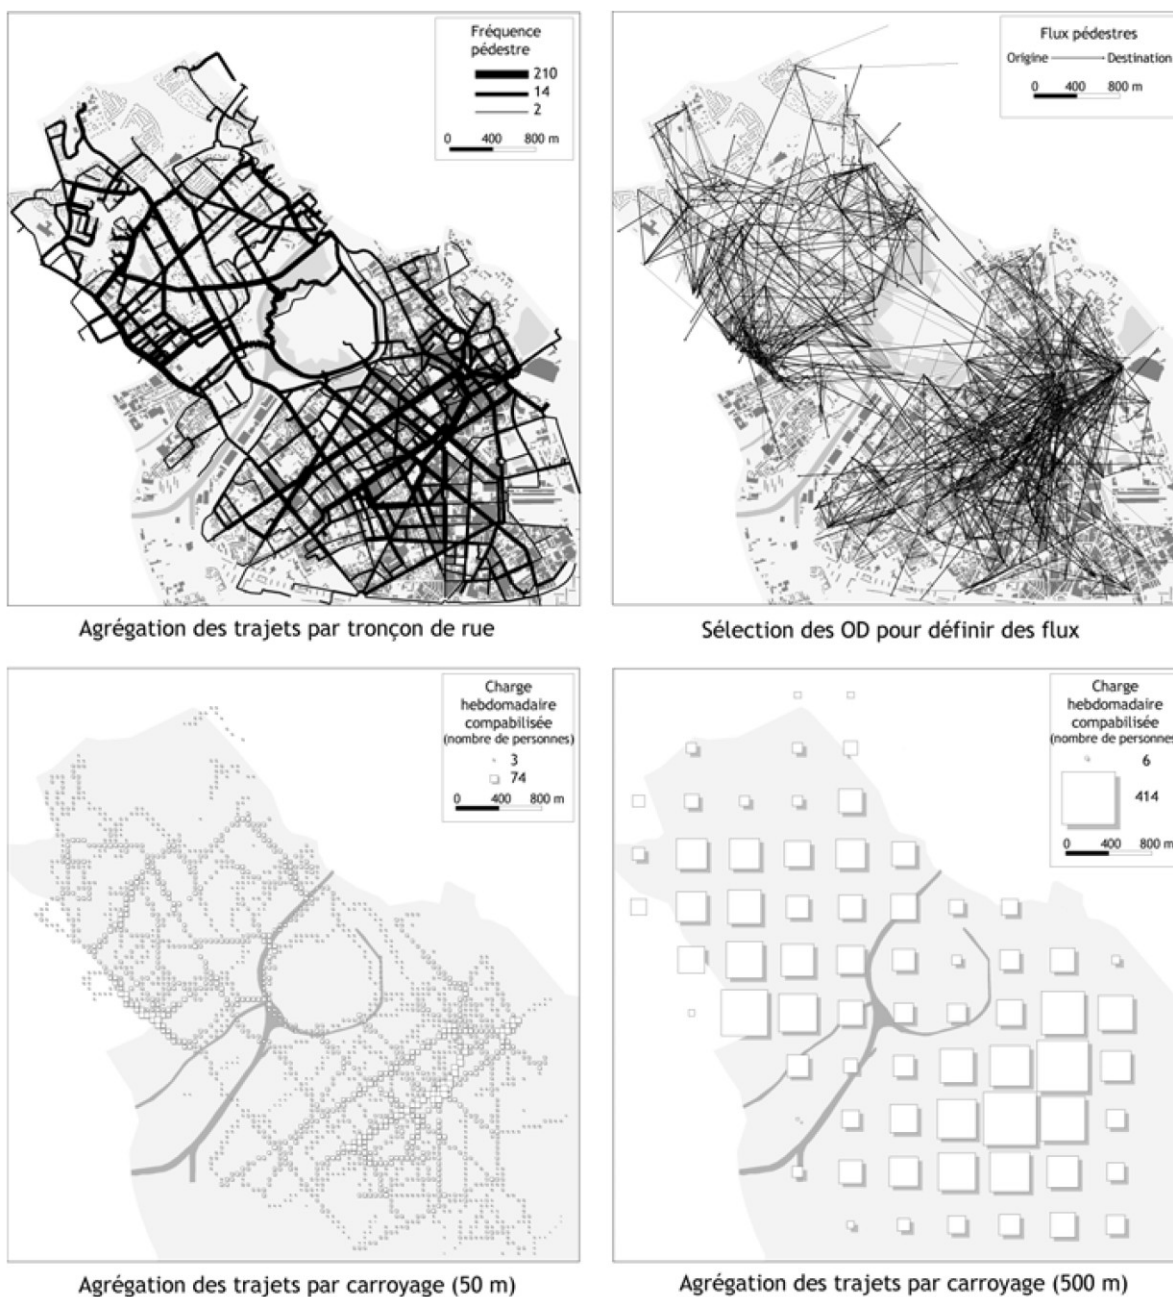 Fréquence
pédestre
210
14
2
0 400 800 m
Agrégation des trajets par tronçon de rue
Flux pédestres
Origine Destination
0 400 800 m
Sélection des OD pour définir des flux
Charge
hebdomadaire
compabilisée
(nombre de personnes)
3
74
0 400 800 m
Agrégation des trajets par carroyage (50 m)
Charge
hebdomadaire
compabilisée
(nombre de personnes)
6
414
0 400 800 m
Agrégation des trajets par carroyage (500 m)